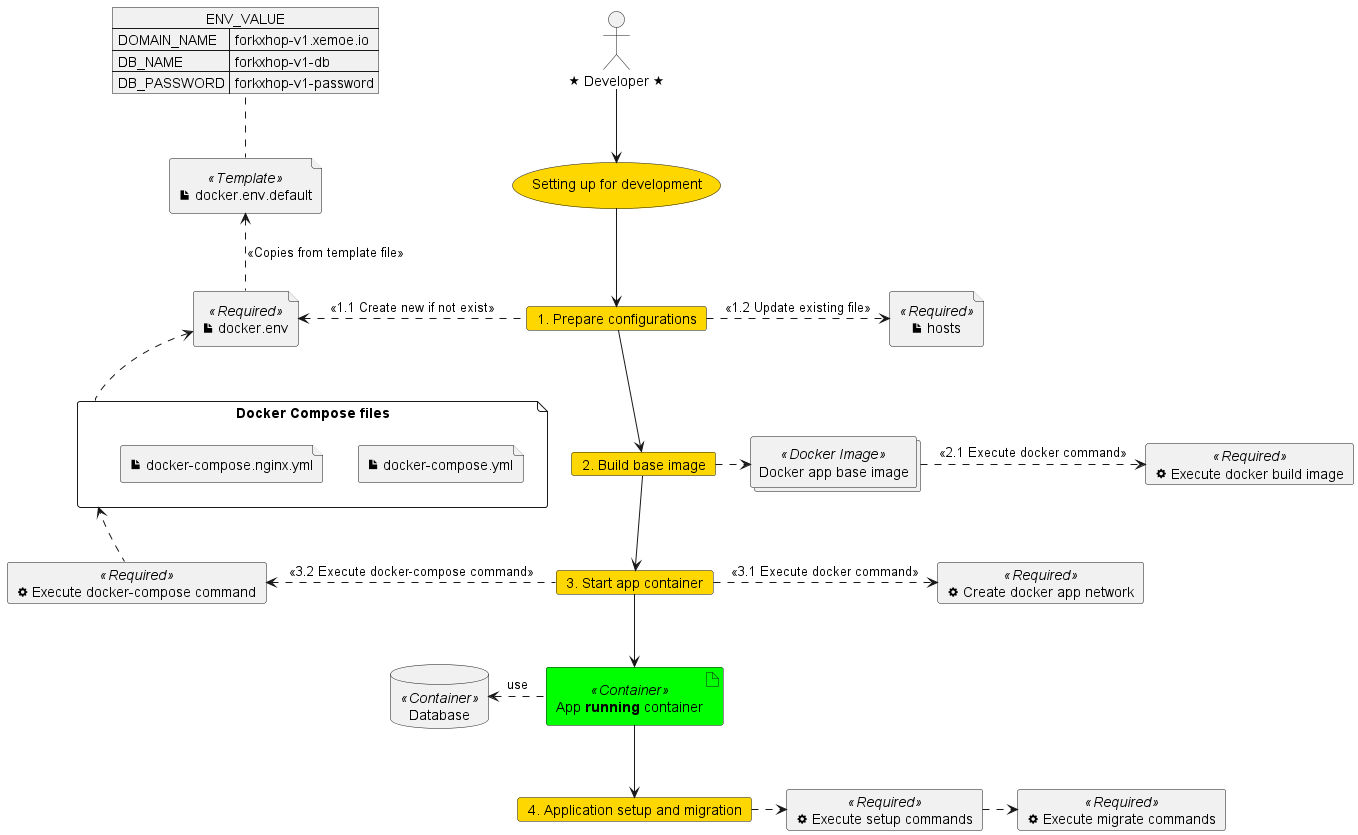 ENV_VALUE
DOMAIN_NAME forkxhop-v1.xemoe.io
DB_NAME forkxhop-v1-db
DB_PASSWORD forkxhop-v1-password
★ Developer ★
«Template»
docker.env.default
Setting up for development
«Copies from template file»
«Required»
docker.env
«1.1 Create new if not exist»
1. Prepare configurations
«1.2 Update existing file»
«Required»
hosts
Docker Compose files
docker-compose.nginx.yml
docker-compose.yml
2. Build base image
«Docker Image»
Docker app base image
«2.1 Execute docker command»
«Required»
Execute docker build image
«Required»
Execute docker-compose command
«3.2 Execute docker-compose command»
3. Start app container
«3.1 Execute docker command»
«Required»
Create docker app network
«Container»
Database
use
«Container»
App running container
4. Application setup and migration
«Required»
Execute setup commands
«Required»
Execute migrate commands